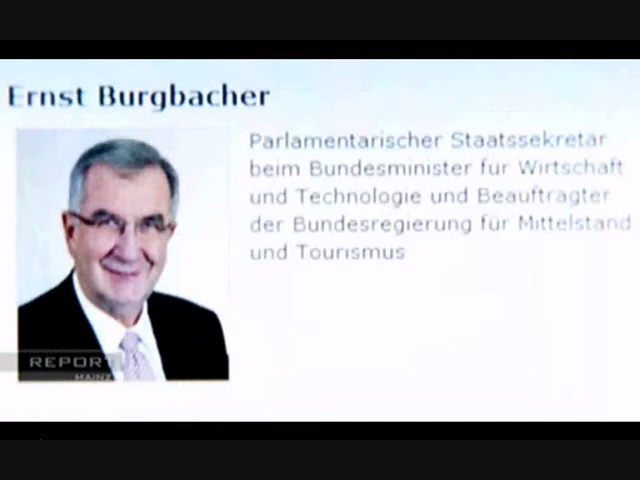 Ernst Burgbacher
Parlamentarischer Staatssekretär
beim Bundesminister für Wirtschaft
und Technologie und Beauftragter
der Bundesregierung für Mittelstand
und Tourismus
REPORT
MAINZ